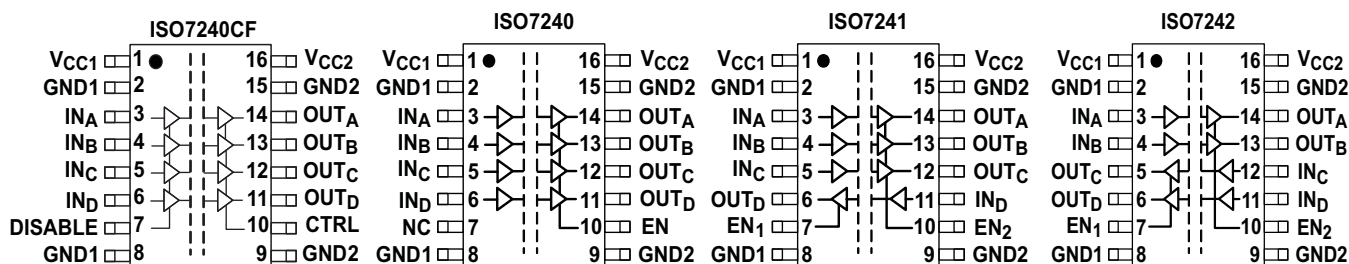 ISO7240CF
VCC1 1 16 VCC2
GND1 2 15 GND2
INA 3 14 OUTA
INB 4 13 OUTB
INC 5 12 OUTC
IND 6 11 OUTD
DISABLE 7 10 CTRL
GND1 8 9 GND2
ISO7240
VCC1 1 16 VCC2
GND1 2 15 GND2
INA 3 14 OUTA
INB 4 13 OUTB
INC 5 12 OUTC
IND 6 11 OUTD
NC 7 10 EN
GND1 8 9 GND2
ISO7241
VCC1 1 16 VCC2
GND1 2 15 GND2
INA 3 14 OUTA
INB 4 13 OUTB
INC 5 12 OUTC
OUTD 6 11 IND
EN1 7 10 EN2
GND1 8 9 GND2
ISO7242
VCC1 1 16 VCC2
GND1 2 15 GND2
INA 3 14 OUTA
INB 4 13 OUTB
OUTC 5 12 INC
OUTD 6 11 IND
EN1 7 10 EN2
GND1 8 9 GND2